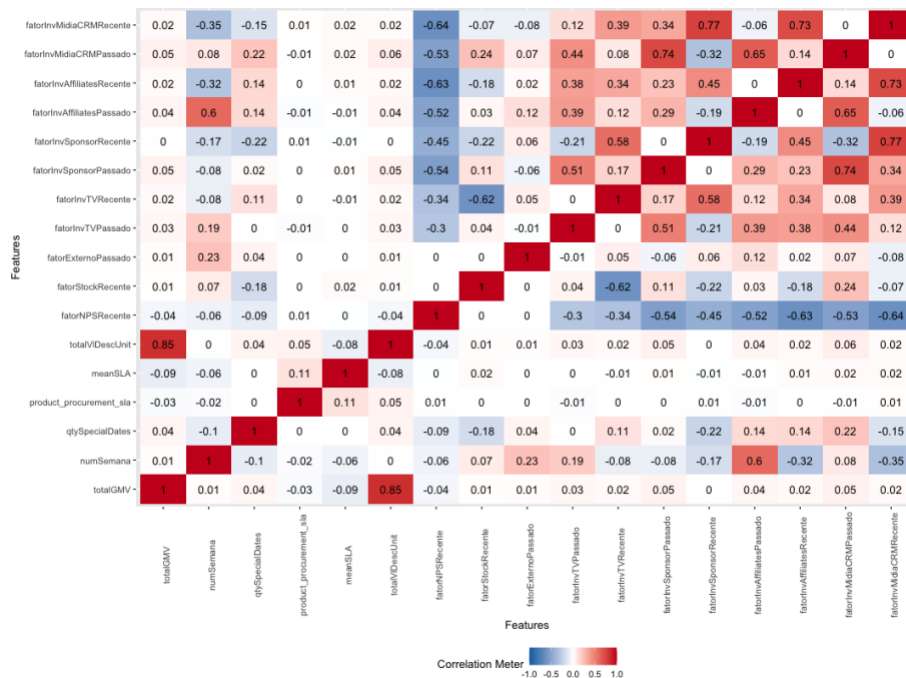 fatorInvMidiaCRMRecente 0.02 -0.35 -0.15 0.01 0.02 0.02 -0.64 -0.07 -0.08 0.12 0.39 0.34 0.77 -0.06 0.73 0 1
fatorInvMidiaCRMPassado 0.05 0.08 0.22 -0.01 0.02 0.06 -0.53 0.24 0.07 0.44 0.08 0.74 -0.32 0.65 0.14 1 0
fatorInvAffiliatesRecente 0.02 -0.32 0.14 0 0.01 0.02 -0.63 -0.18 0.02 0.38 0.34 0.23 0.45 0 1 0.14 0.73
fatorInvAffiliatesPassado 0.04 0.6 0.14 -0.01 -0.01 0.04 -0.52 0.03 0.12 0.39 0.12 0.29 -0.19 1 0 0.65 -0.06
fatorInvSponsorRecente 0 -0.17 -0.22 0.01 -0.01 0 -0.45 -0.22 0.06 -0.21 0.58 0 1 -0.19 0.45 -0.32 0.77
fatorInvSponsorPassado 0.05 -0.08 0.02 0 0.01 0.05 -0.54 0.11 -0.06 0.51 0.17 1 0 0.29 0.23 0.74 0.34
fatorInvTVRecente 0.02 -0.08 0.11 0 -0.01 0.02 -0.34 -0.62 0.05 0 1 0.17 0.58 0.12 0.34 0.08 0.39
fatorInvTVPassado 0.03 0.19 0 -0.01 0 0.03 -0.3 0.04 -0.01 1 0 0.51 -0.21 0.39 0.38 0.44 0.12
fatorExternoPassado 0.01 0.23 0.04 0 0 0.01 0 0 1 -0.01 0.05 -0.06 0.06 0.12 0.02 0.07 -0.08
fatorStockRecente 0.01 0.07 -0.18 0 0.02 0.01 0 1 0 0.04 -0.62 0.11 -0.22 0.03 -0.18 0.24 -0.07
fatorNPSRecente -0.04 -0.06 -0.09 0.01 0 -0.04 1 0 0 -0.3 -0.34 -0.54 -0.45 -0.52 -0.63 -0.53 -0.64
totalVlDescUnit 0.85 0 0.04 0.05 -0.08 1 -0.04 0.01 0.01 0.03 0.02 0.05 0 0.04 0.02 0.06 0.02
meanSLA -0.09 -0.06 0 0.11 1 -0.08 0 0.02 0 0 -0.01 0.01 -0.01 -0.01 0.01 0.02 0.02
product_procurement_sla -0.03 -0.02 0 1 0.11 0.05 0.01 0 0 -0.01 0 0 0.01 -0.01 0 -0.01 0.01
qtySpecialDates 0.04 -0.1 1 0 0 0.04 -0.09 -0.18 0.04 0 0.11 0.02 -0.22 0.14 0.14 0.22 -0.15
numSemana 0.01 1 -0.1 -0.02 -0.06 0 -0.06 0.07 0.23 0.19 -0.08 -0.08 -0.17 0.6 -0.32 0.08 -0.35
totalGMV 1 0.01 0.04 -0.03 -0.09 0.85 -0.04 0.01 0.01 0.03 0.02 0.05 0 0.04 0.02 0.05 0.02
Features
totalGMV
numSemana
qtySpecialDates
product_procurement_sla
meanSLA
totalVlDescUnit
fatorNPSRecente
fatorStockRecente
fatorExternoPassado
fatorInvTVPassado
fatorInvTVRecente
fatorInvSponsorPassado
fatorInvSponsorRecente
fatorInvAffiliatesPassado
fatorInvAffiliatesRecente
fatorInvMidiaCRMPassado
fatorInvMidiaCRMRecente
Features
Correlation Meter
-1.0 -0.5 0.0 0.5 1.0